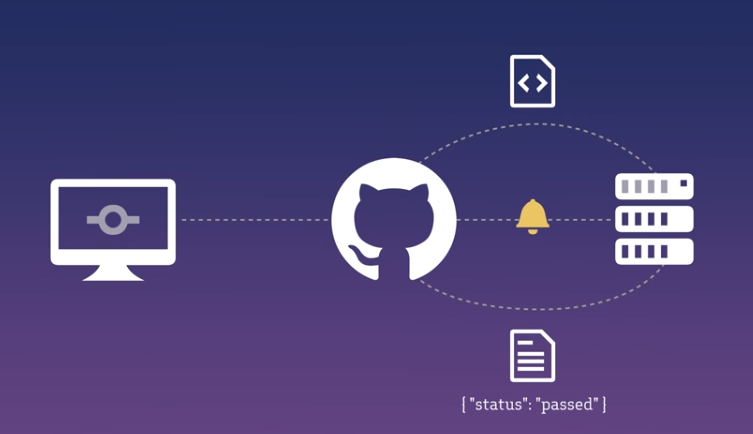 { "status": "passed" }